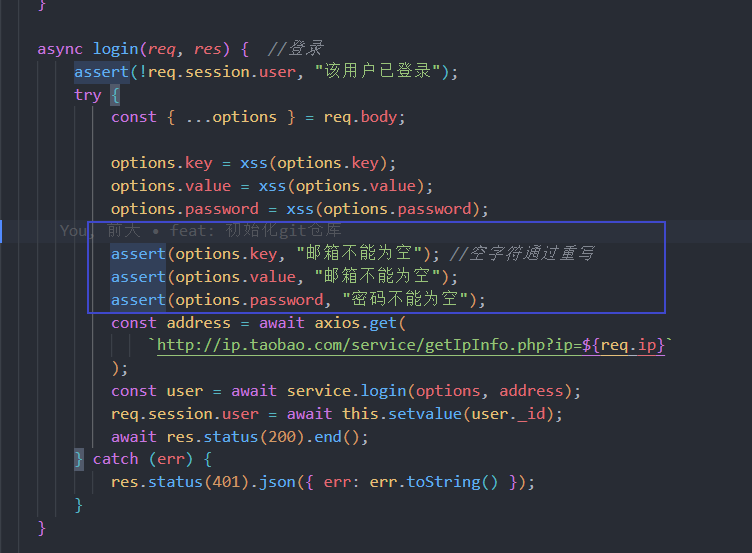 }
async login(req, res) {  //登录
assert(!req.session.user, "该用户已登录");
try {
const { ...options } = req.body;
options.key = xss(options.key);
options.value = xss(options.value);
options.password = xss(options.password);
You, 前天 • feat: 初始化git仓库
assert(options.key, "邮箱不能为空"); //空字符通过重写
assert(options.value, "邮箱不能为空");
assert(options.password, "密码不能为空");
const address = await axios.get(
`http://ip.taobao.com/service/getIpInfo.php?ip=${req.ip}`
);
const user = await service.login(options, address);
req.session.user = await this.setvalue(user._id);
await res.status(200).end();
} catch (err) {
res.status(401).json({ err: err.toString() });
}
}